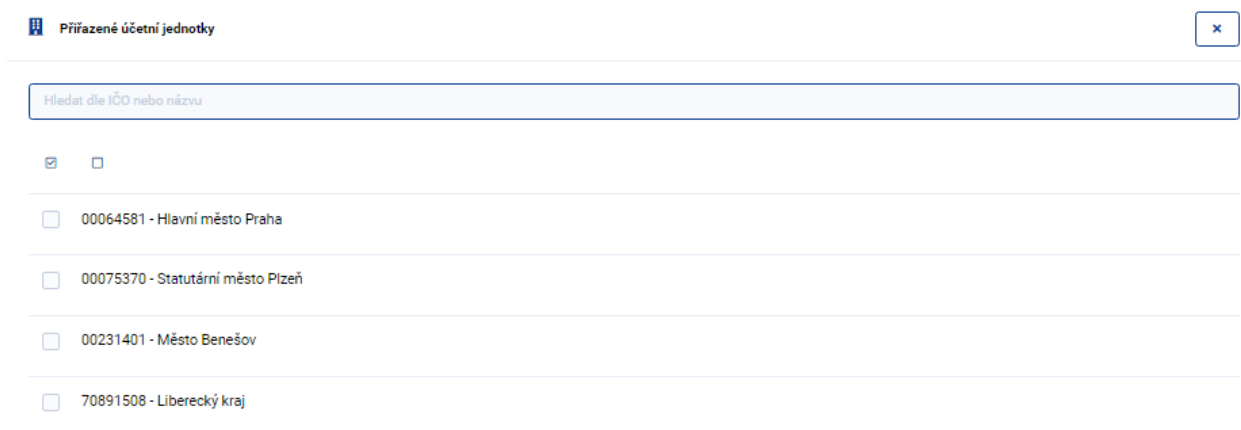 Přiřazené účetní jednotky
Hledat dle IČO nebo názvu
00064581 - Hlavní město Praha
00075370 - Statutární město Plzeň
00231401 - Město Benešov
70891508 - Liberecký kraj